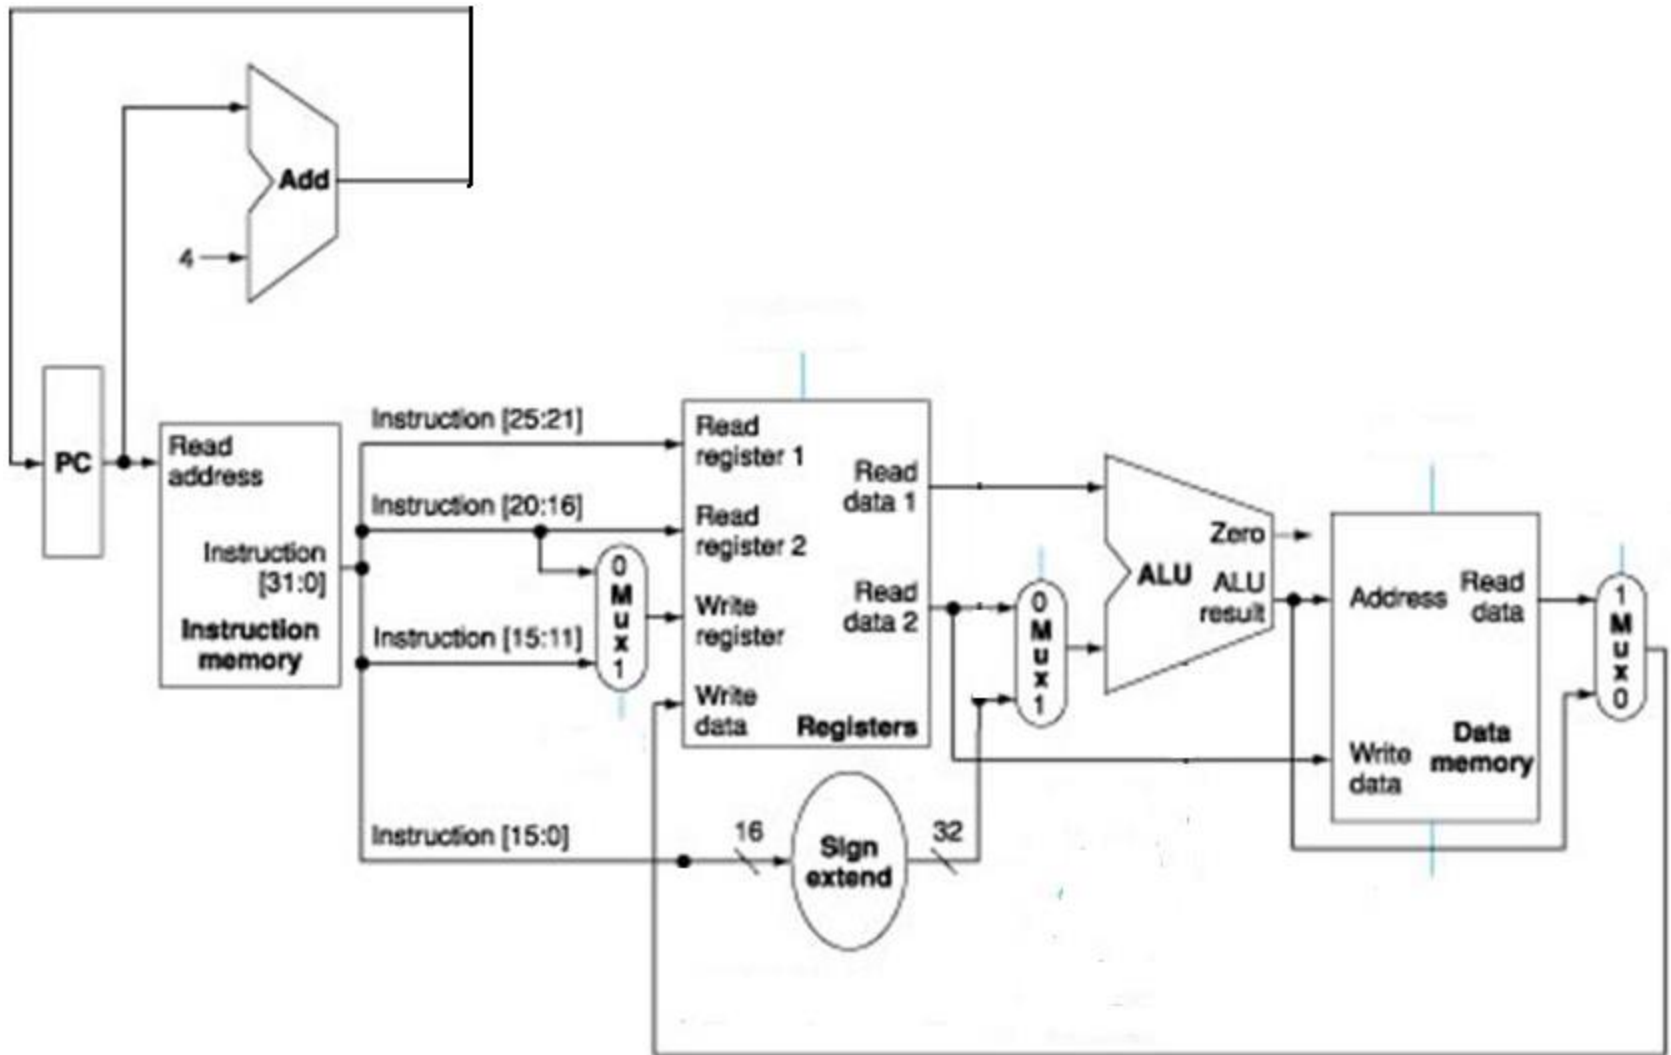 Add
4
PC
Read
address
Instruction
[31:0]
Instruction
memory
Instruction [25:21]
Instruction [20:16]
Instruction [15:11]
Instruction [15:0]
0
M
u
x
1
Read
register 1
Read
register 2
Write
register
Write
data
Read
data 1
Read
data 2
Registers
16
Sign
extend
32
0
M
u
x
1
Zero
ALU
ALU
result
Address
Read
data
Write
data
Data
memory
1
M
u
x
0